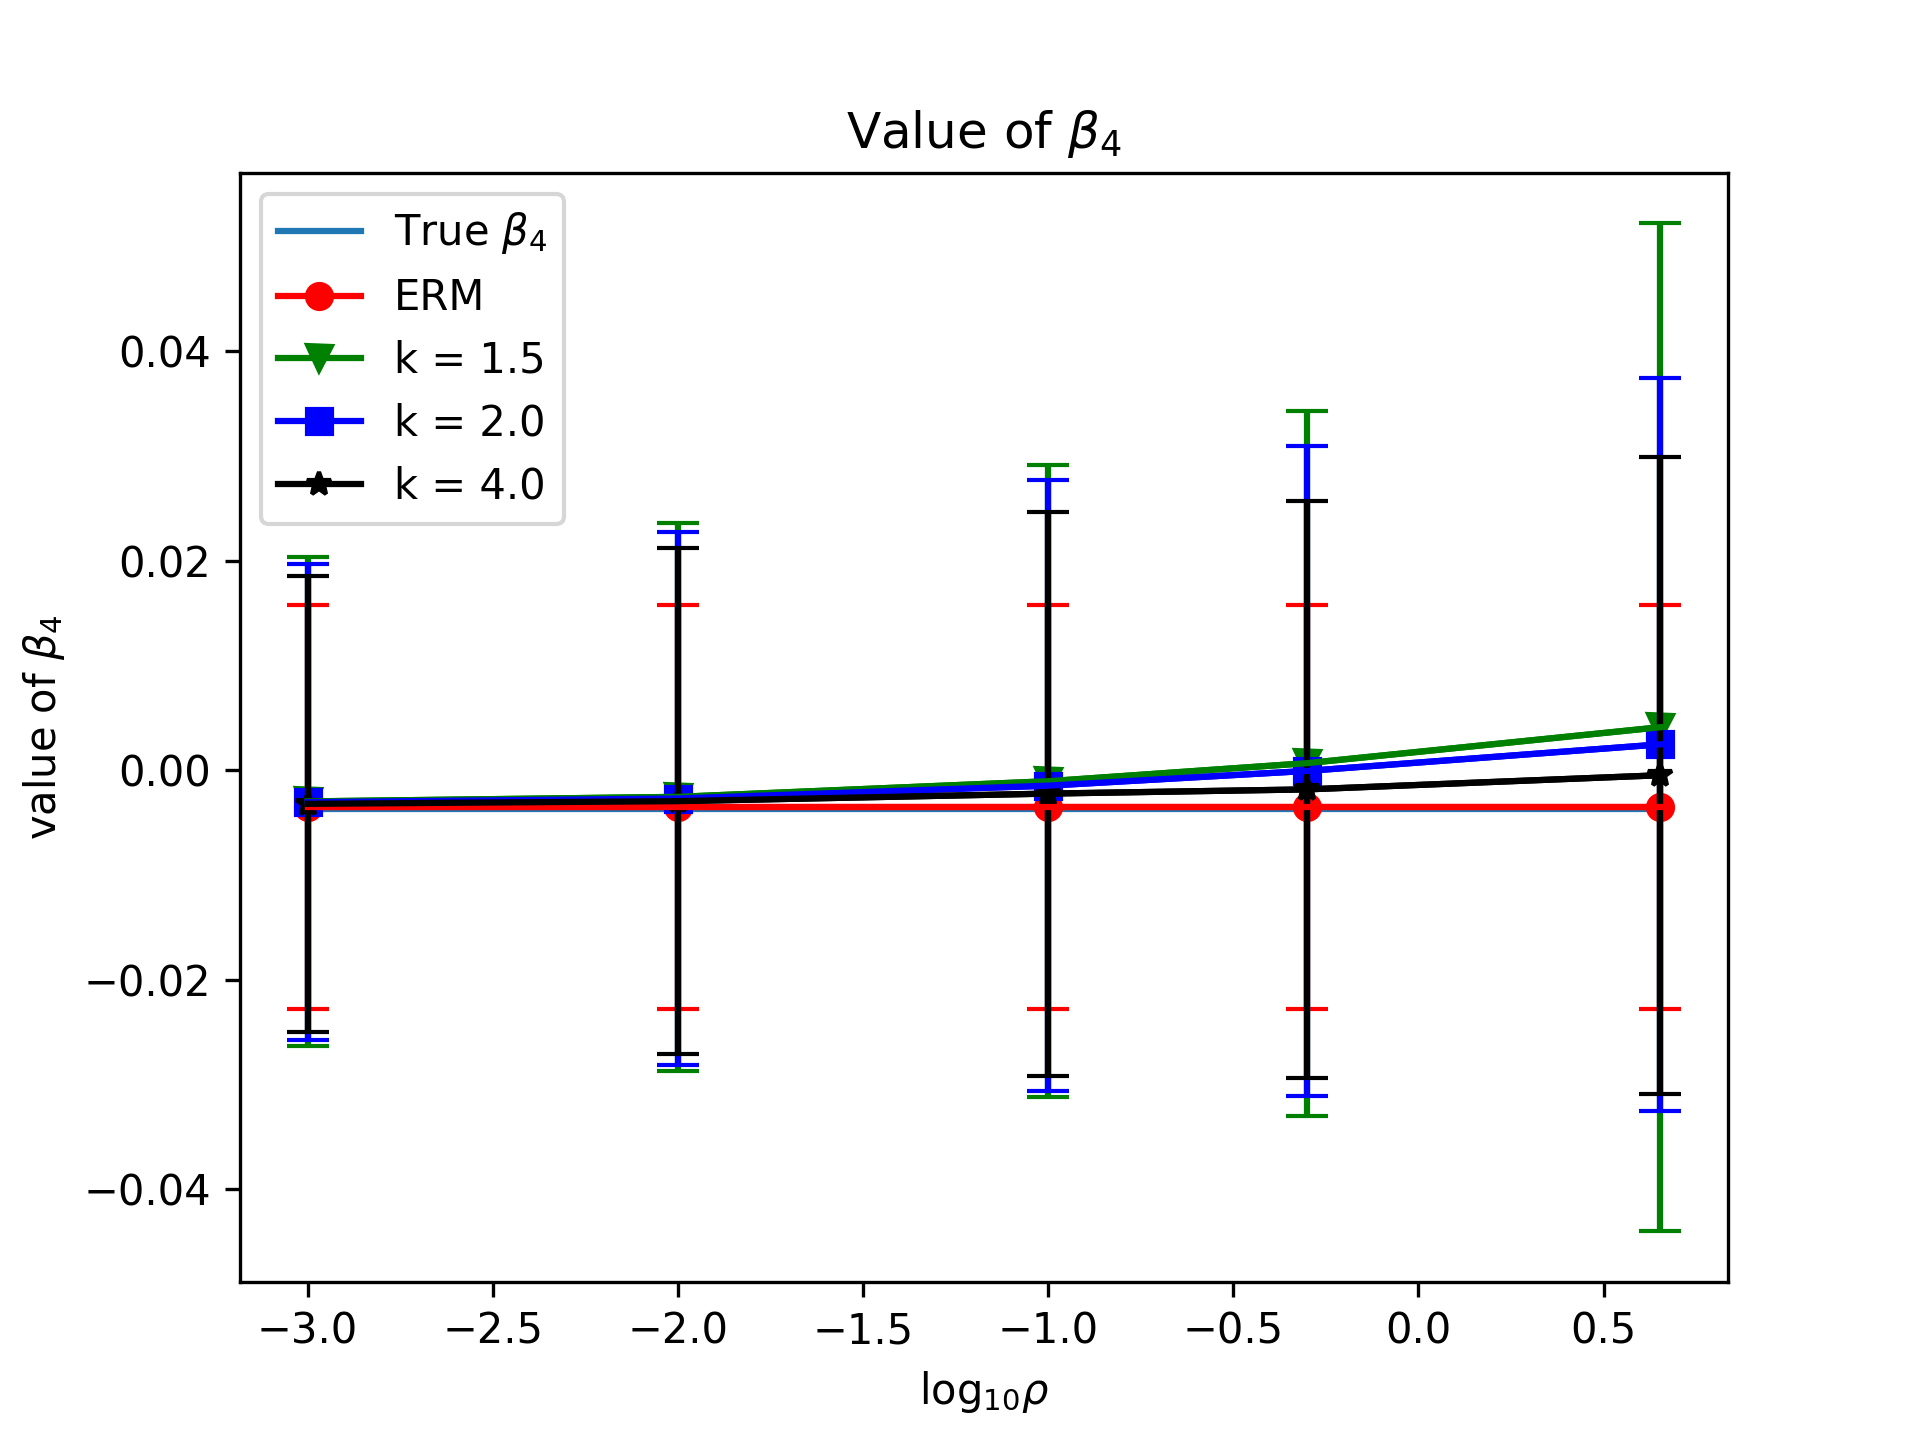 Value of β₄
True β₄
ERM
k = 1.5
k = 2.0
k = 4.0
value of β₄
0.04
0.02
0.00
−0.02
−0.04
−3.0 −2.5 −2.0 −1.5 −1.0 −0.5 0.0 0.5
log₁₀ρ